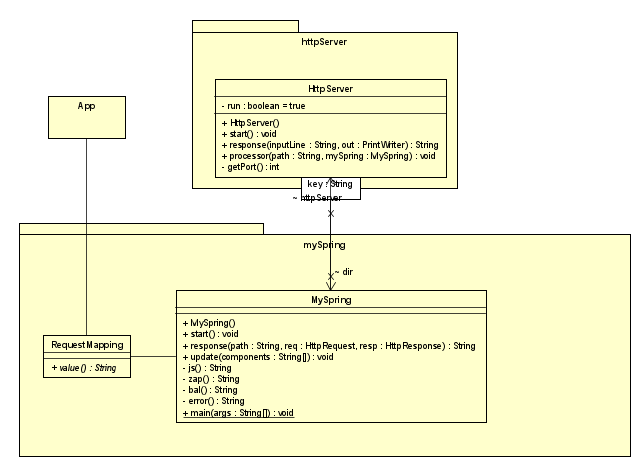 httpServer
HttpServer
- run : boolean = true
+ HttpServer()
+ start() : void
+ response(inputLine : String, out : PrintWriter) : String
+ processor(path : String, mySpring : MySpring) : void
- getPort() : int
App
key : String
~ httpServer
mySpring
~ dir
MySpring
+ MySpring()
+ start() : void
+ response(path : String, req : HttpRequest, resp : HttpResponse) : String
+ update(components : String[]) : void
- js() : String
- zap() : String
- bal() : String
- error() : String
+ main(args : String[]) : void
RequestMapping
+ value() : String